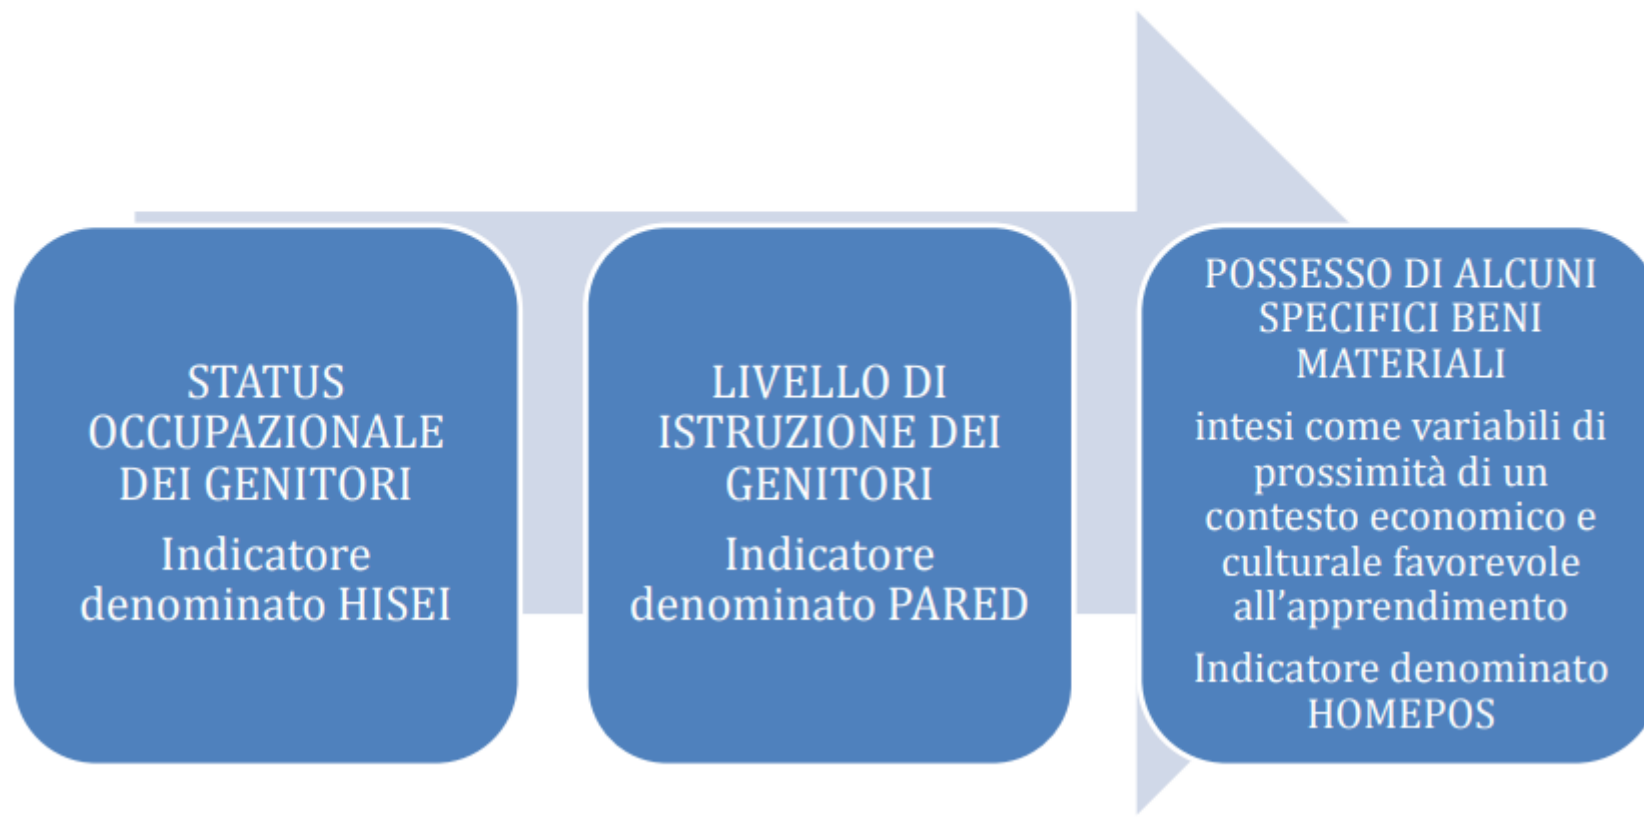 STATUS
OCCUPAZIONALE
DEI GENITORI
Indicatore
denominato HISEI
LIVELLO DI
ISTRUZIONE DEI
GENITORI
Indicatore
denominato PARED
POSSESSO DI ALCUNI
SPECIFICI BENI
MATERIALI
intesi come variabili di
prossimità di un
contesto economico e
culturale favorevole
all’apprendimento
Indicatore denominato
HOMEPOS